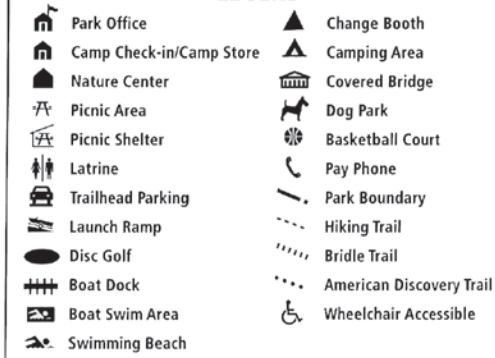 Park Office
Camp Check-in/Camp Store
Nature Center
Picnic Area
Picnic Shelter
Latrine
Trailhead Parking
Launch Ramp
Disc Golf
Boat Dock
Boat Swim Area
Swimming Beach
Change Booth
Camping Area
Covered Bridge
Dog Park
Basketball Court
Pay Phone
Park Boundary
Hiking Trail
Bridle Trail
American Discovery Trail
Wheelchair Accessible